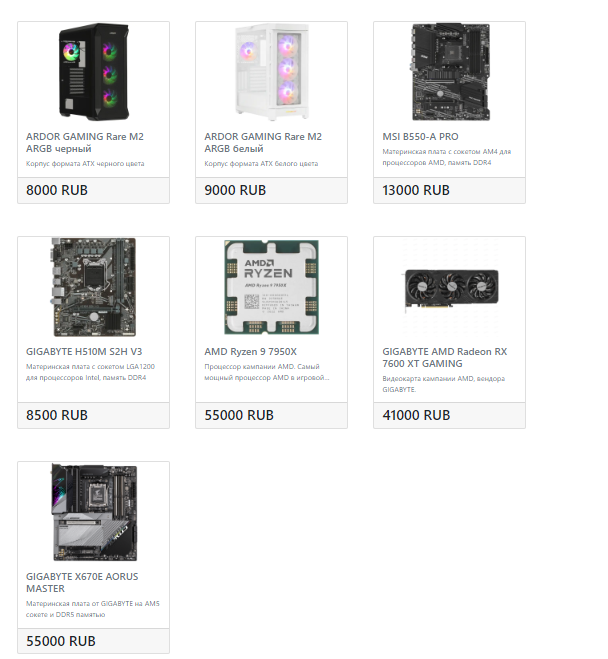 ARDOR GAMING Rare M2
ARGB черный
Корпус формата ATX черного цвета
8000 RUB
ARDOR GAMING Rare M2
ARGB белый
Корпус формата ATX белого цвета
9000 RUB
MSI B550-A PRO
Материнская плата с сокетом AM4 для
процессоров AMD, память DDR4
13000 RUB
GIGABYTE H510M S2H V3
Материнская плата с сокетом LGA1200
для процессоров Intel, память DDR4
8500 RUB
AMD
RYZEN
AMD Ryzen 9 7950X
AMD Ryzen 9 7950X
Процессор кампании AMD. Самый
мощный процессор AMD в игровой...
55000 RUB
GIGABYTE AMD Radeon RX
7600 XT GAMING
Видеокарта кампании AMD, вендора
GIGABYTE.
41000 RUB
GIGABYTE X670E AORUS
MASTER
Материнская плата от GIGABYTE на AM5
сокете и DDR5 памятью
55000 RUB